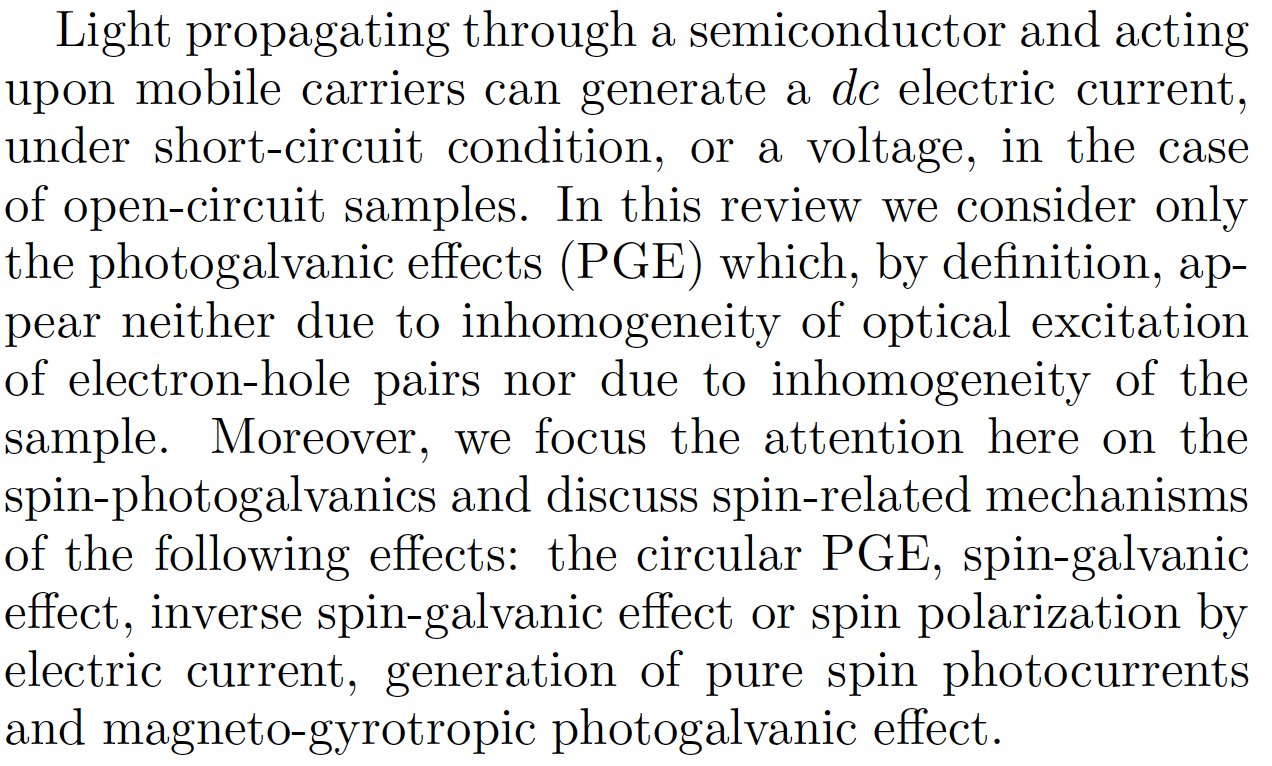 Light propagating through a semiconductor and acting
upon mobile carriers can generate a dc electric current,
under short-circuit condition, or a voltage, in the case
of open-circuit samples. In this review we consider only
the photogalvanic effects (PGE) which, by definition, ap-
pear neither due to inhomogeneity of optical excitation
of electron-hole pairs nor due to inhomogeneity of the
sample. Moreover, we focus the attention here on the
spin-photogalvanics and discuss spin-related mechanisms
of the following effects: the circular PGE, spin-galvanic
effect, inverse spin-galvanic effect or spin polarization by
electric current, generation of pure spin photocurrents
and magneto-gyrotropic photogalvanic effect.